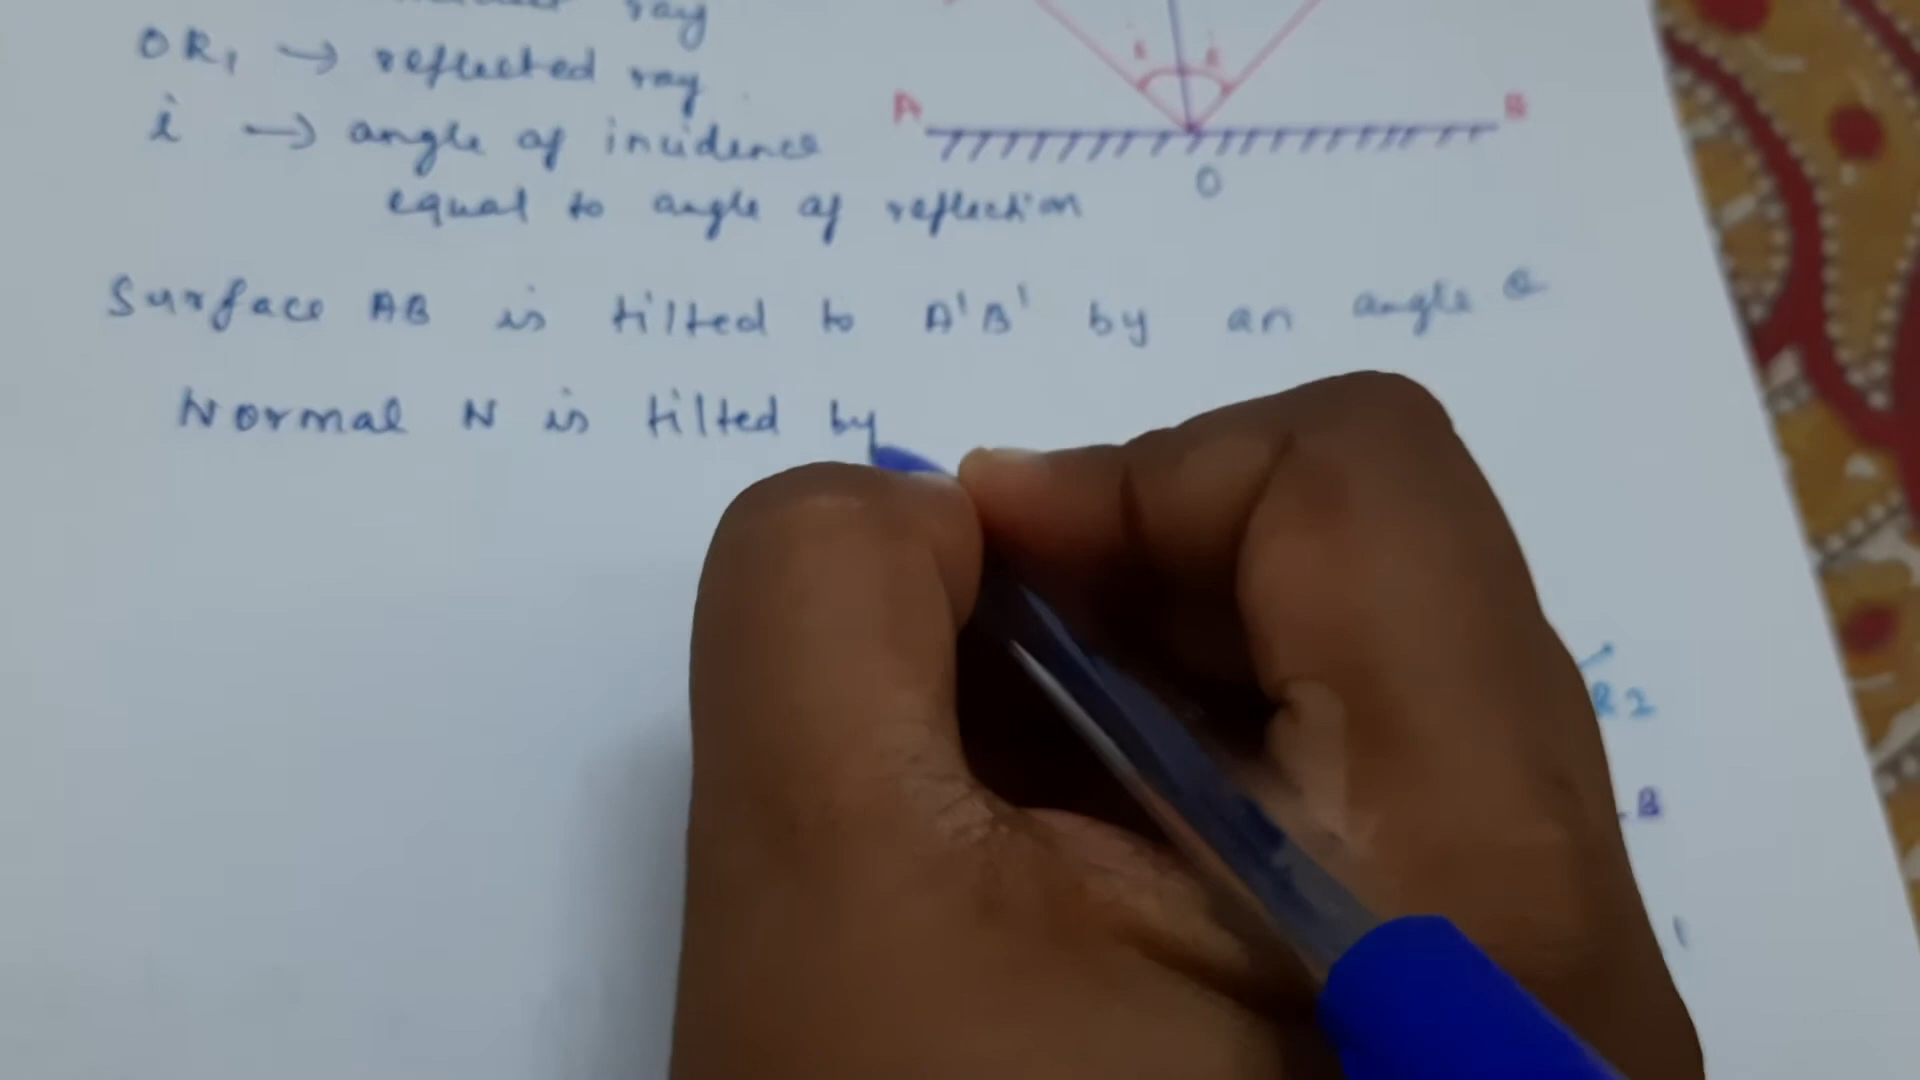 ray
OR1 → reflected ray
i → angle of incidence
equal to angle of reflection
A
B
i
i
O
Surface AB is tilted to A'B' by an angle θ
Normal N is tilted by
R2
B